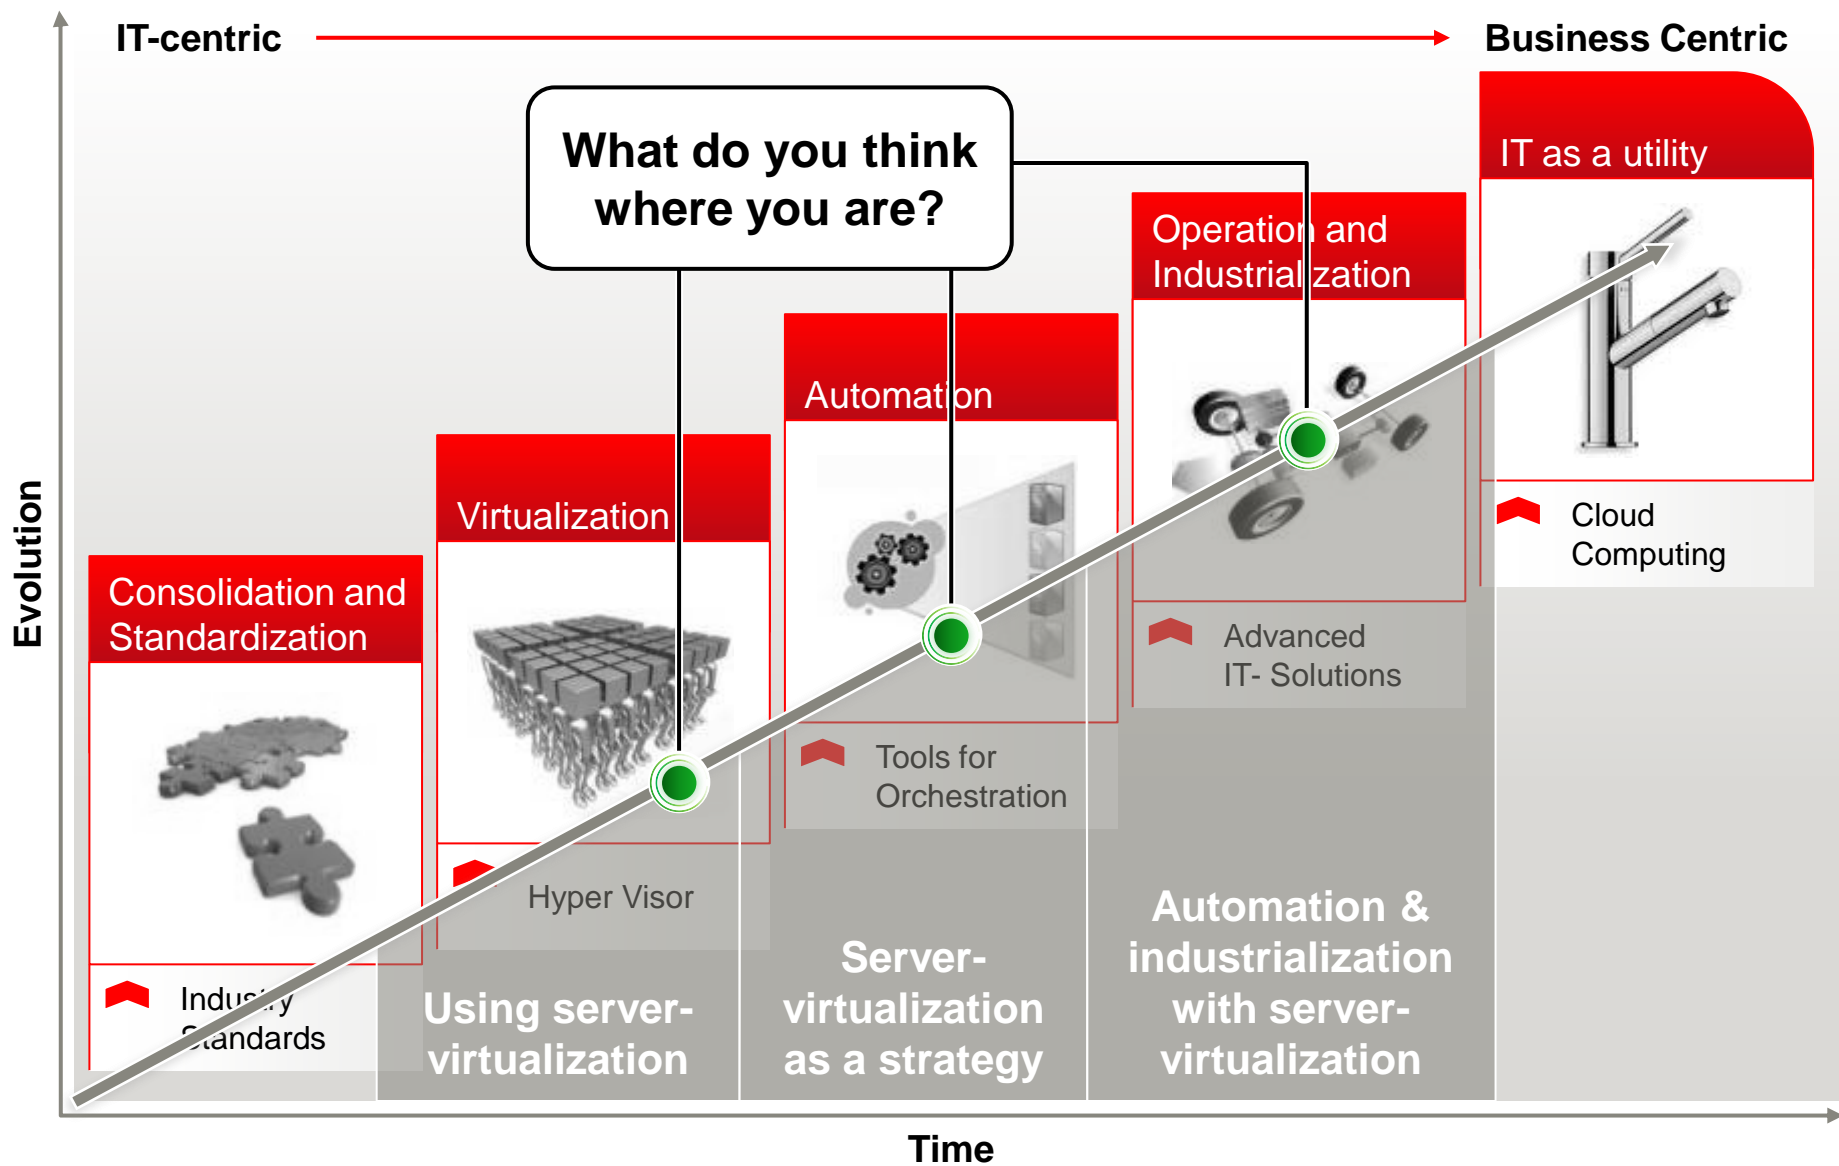 IT-centric
Business Centric
What do you think
where you are?
IT as a utility
Operation and
Industrialization
Automation
Virtualization
Consolidation and
Standardization
Cloud
Computing
Advanced
IT- Solutions
Tools for
Orchestration
Hyper Visor
Industry
Standards
Using server-
virtualization
Server-
virtualization
as a strategy
Automation &
industrialization
with server-
virtualization
Evolution
Time